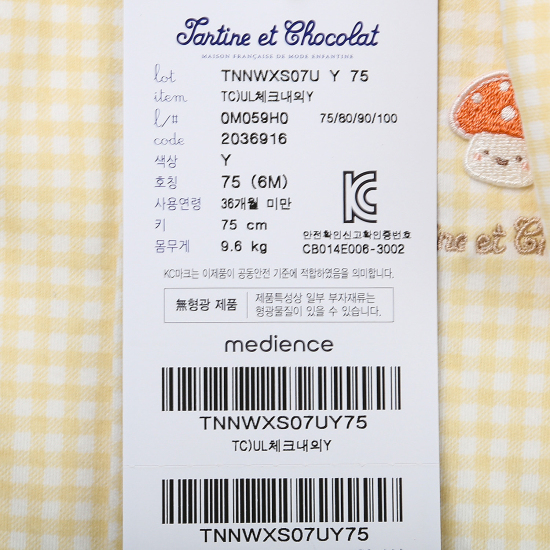 Tartine et Chocolat
MAISON FRANÇAISE DE MODE ENFANTINE
lot TNNWXS07U Y 75
item TC)UL체크내의Y
l/# 0M059H0 75/80/90/100
code 2036916
색상 Y
호칭 75 (6M)
사용연령 36개월 미만
키 75 cm
몸무게 9.6 kg
안전확인신고확인증번호
CB014E006-3002
KC마크는 이제품이 공동안전 기준에 적합하였음을 의미합니다.
無형광 제품
제품특성상 일부 부자재류는
형광물질이 있을 수 있습니다.
medience
TNNWXS07UY75
TC)UL체크내의Y
TNNWXS07UY75
tine et C